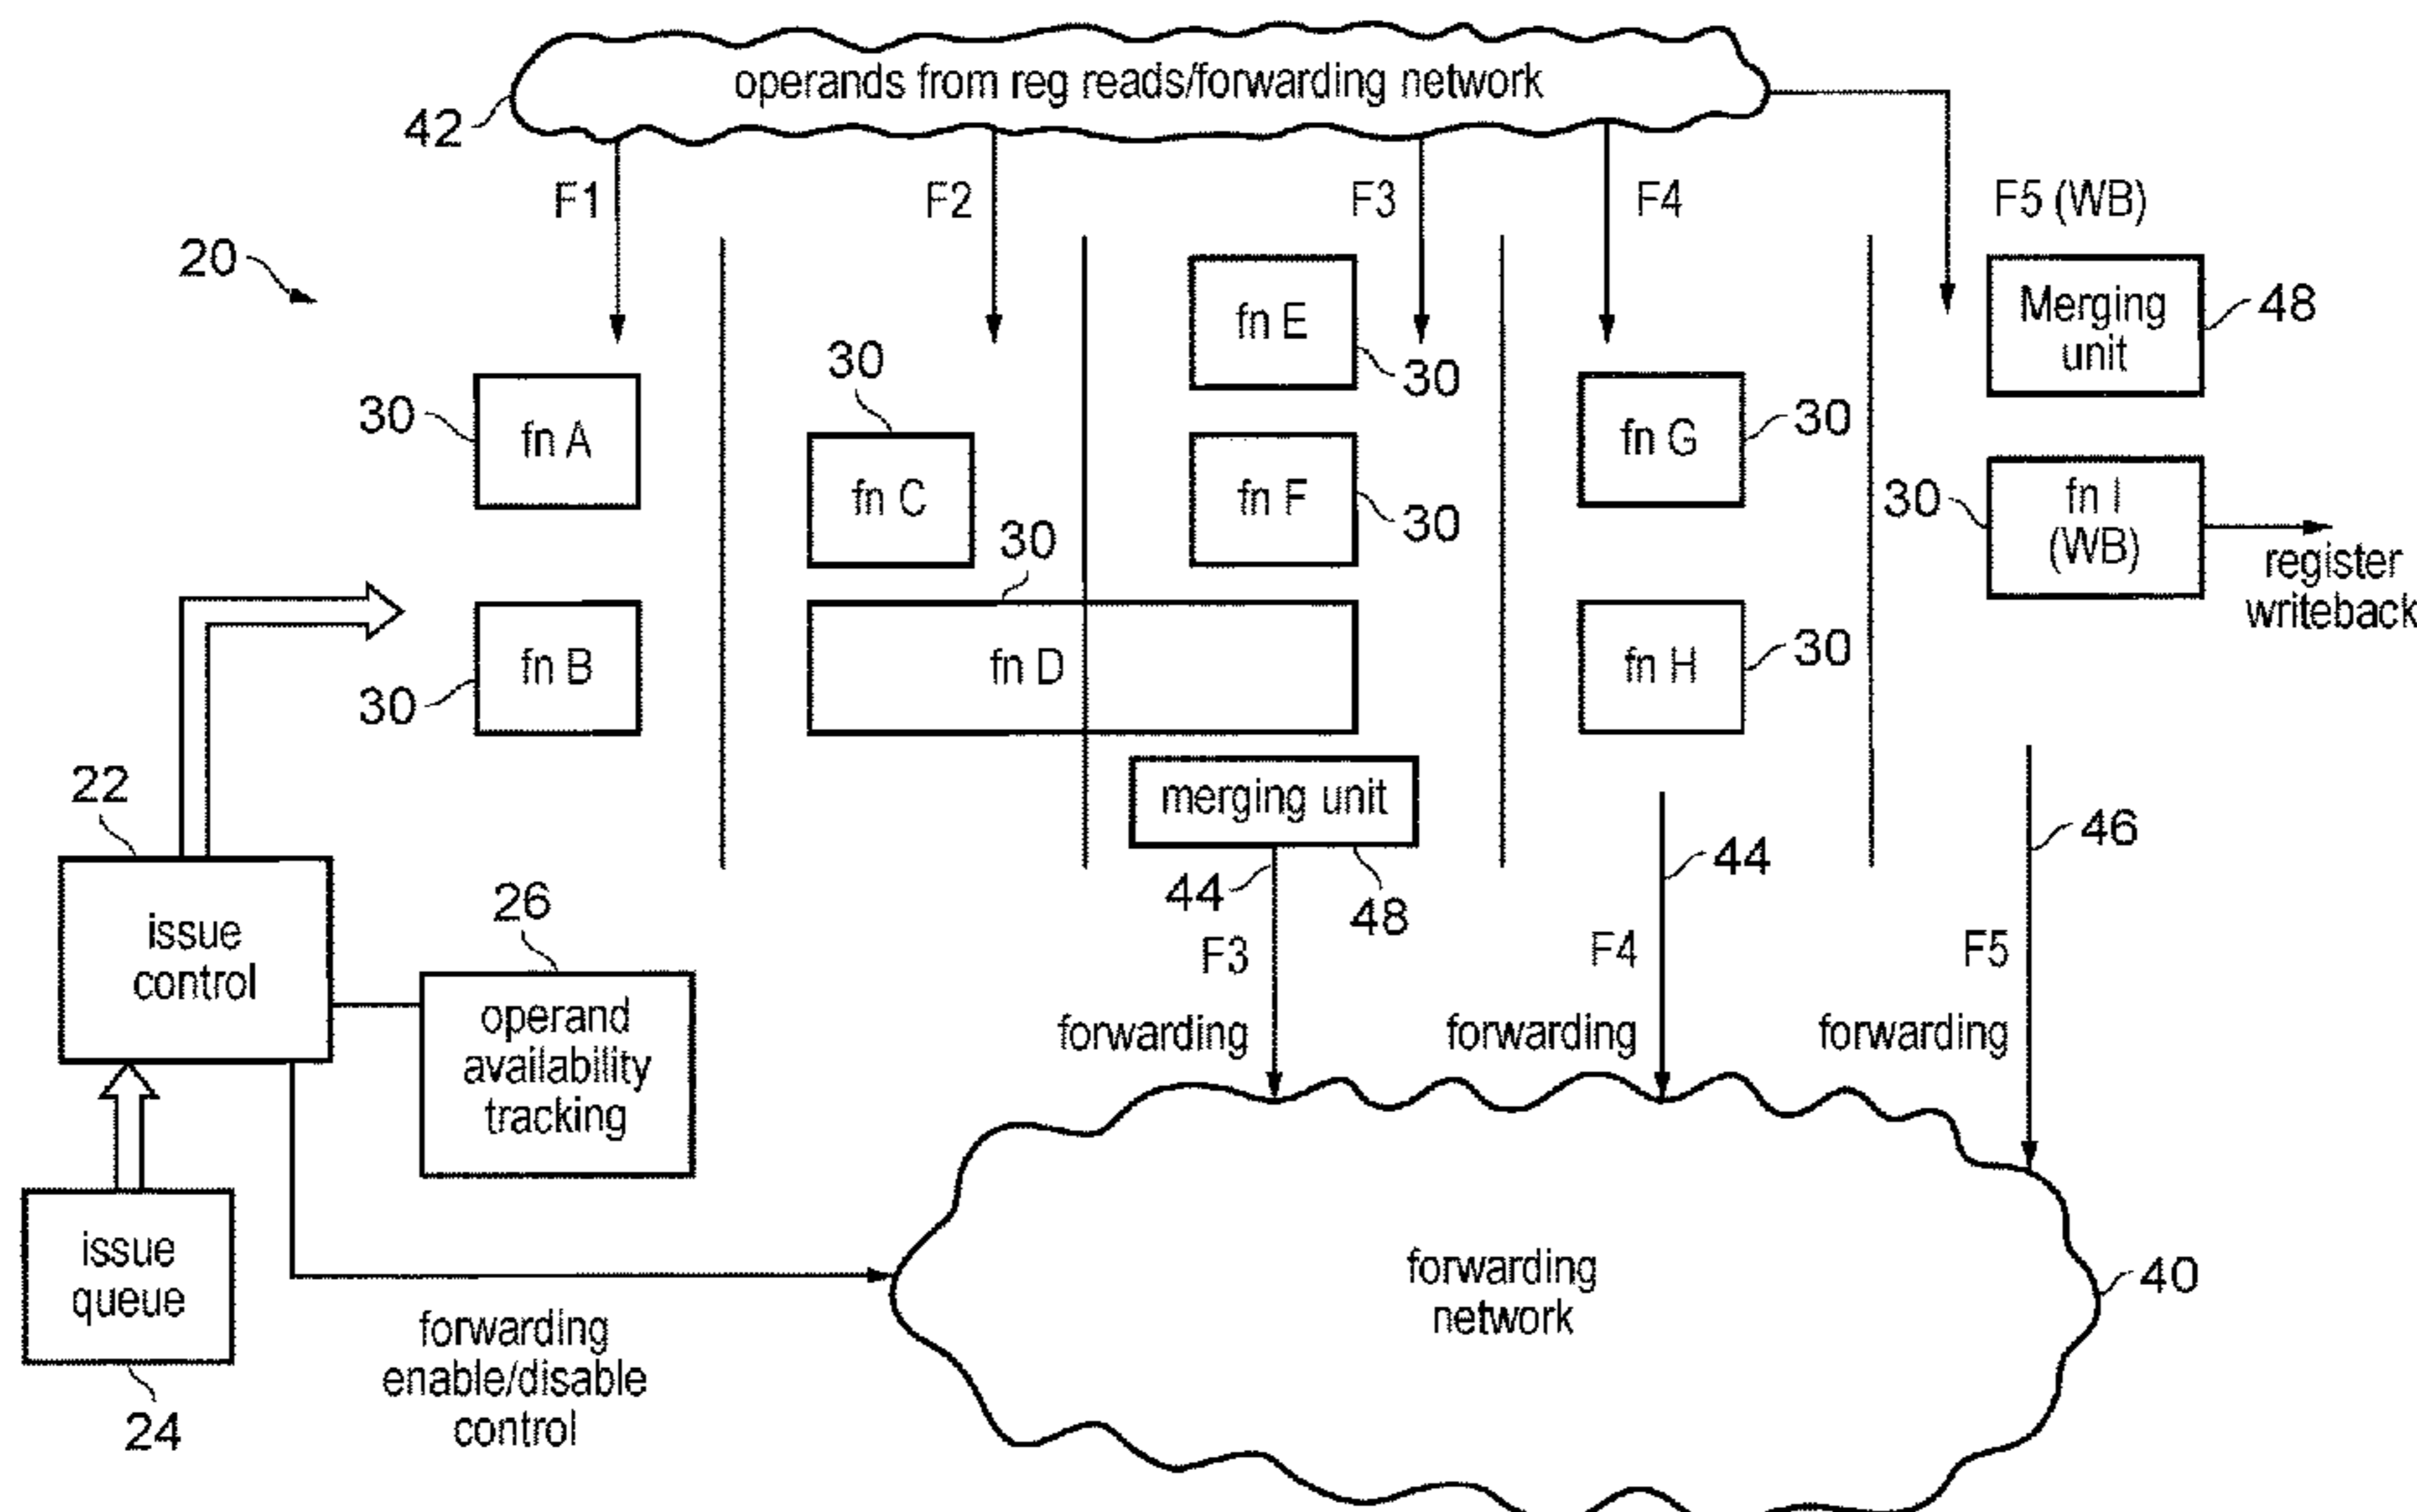 operands from reg reads/forwarding network
42
F1
F2
F3
F4
F5 (WB)
20
30
fn A
30
fn B
30
fn C
30
fn D
fn E
30
fn F
30
merging unit
48
fn G
30
fn H
30
Merging
unit
48
30
fn I
(WB)
register
writeback
22
issue
control
26
operand
availability
tracking
issue
queue
24
forwarding
enable/disable
control
44
F3
forwarding
44
F4
forwarding
46
F5
forwarding
forwarding
network
40